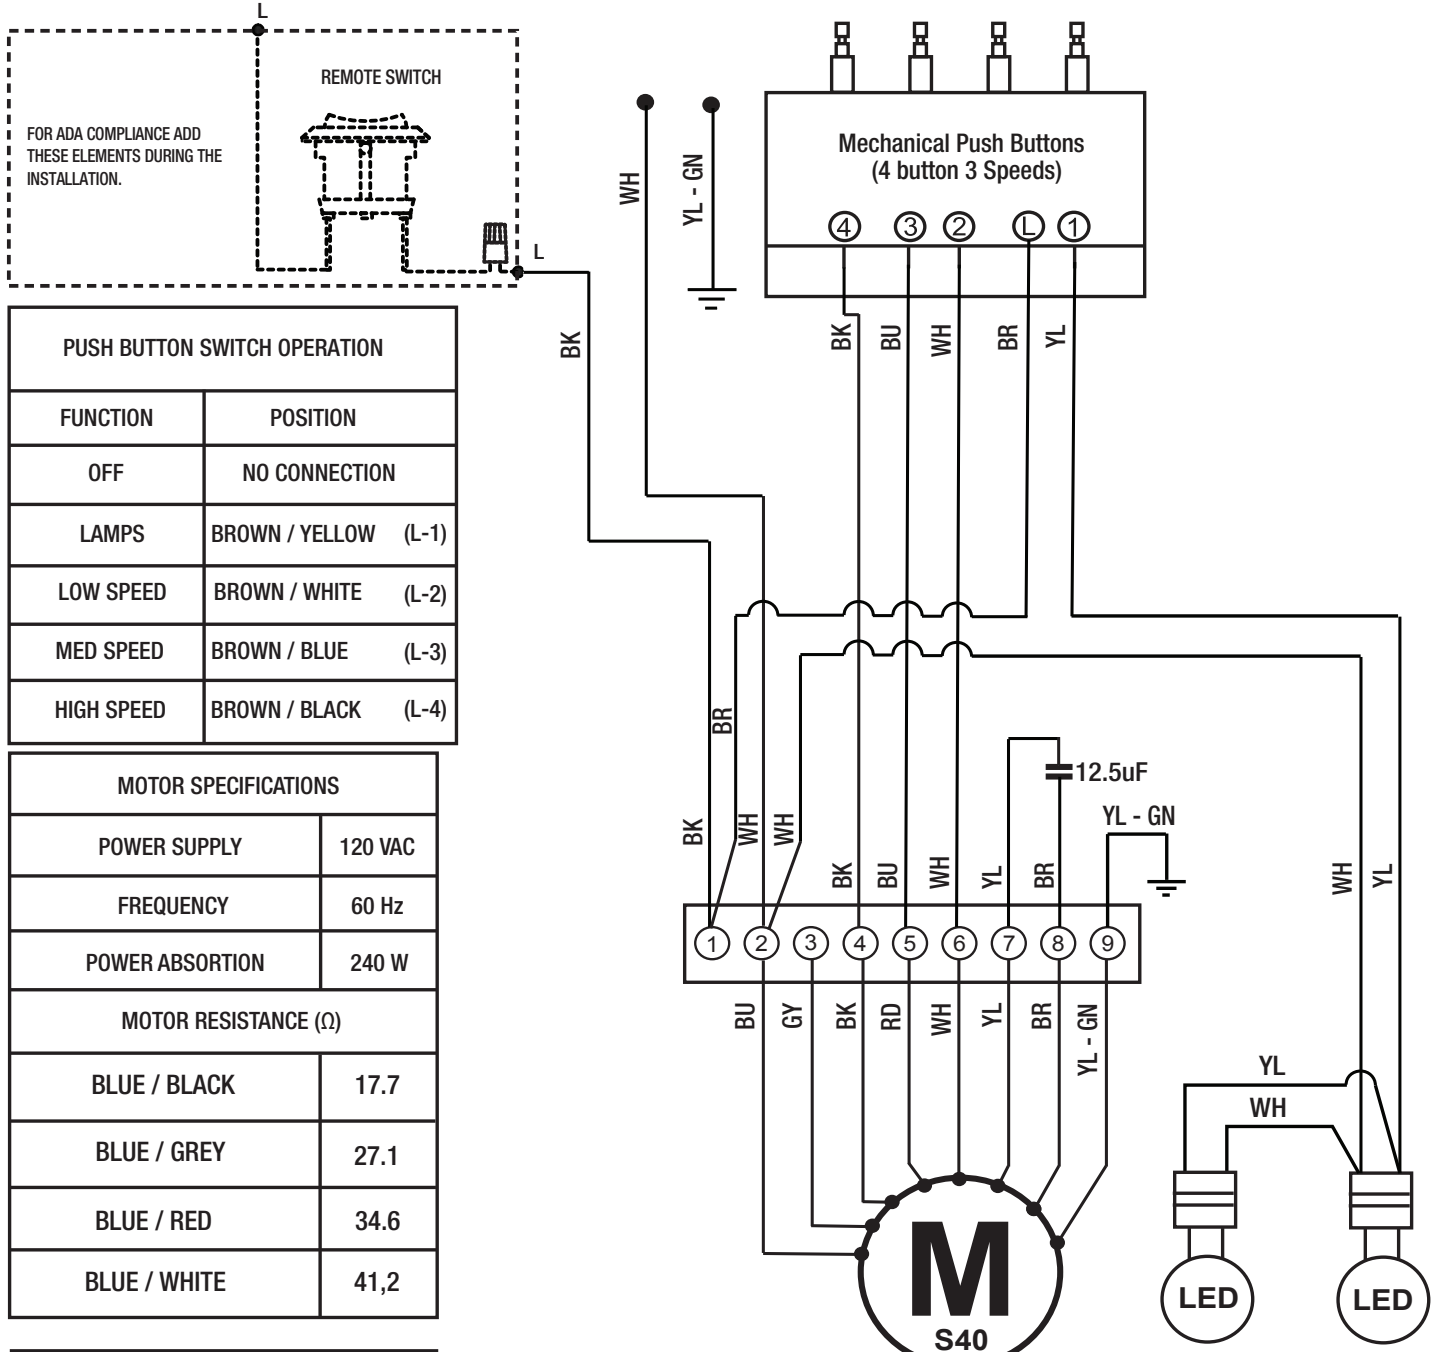 L
REMOTE SWITCH
FOR ADA COMPLIANCE ADD
THESE ELEMENTS DURING THE
INSTALLATION.
L
BK
WH
YL - GN
Mechanical Push Buttons
(4 button 3 Speeds)
4 3 2 L 1
BK BU WH BR YL
PUSH BUTTON SWITCH OPERATION
FUNCTION POSITION
OFF NO CONNECTION
LAMPS BROWN / YELLOW (L-1)
LOW SPEED BROWN / WHITE (L-2)
MED SPEED BROWN / BLUE (L-3)
HIGH SPEED BROWN / BLACK (L-4)
MOTOR SPECIFICATIONS
POWER SUPPLY 120 VAC
FREQUENCY 60 Hz
POWER ABSORTION 240 W
MOTOR RESISTANCE (Ω)
BLUE / BLACK 17.7
BLUE / GREY 27.1
BLUE / RED 34.6
BLUE / WHITE 41,2
BR
12.5uF
YL - GN
BK WH WH BK BU WH YL BR
WH YL
1 2 3 4 5 6 7 8 9
BU GY BK RD WH YL BR YL - GN
YL
WH
M
S40
LED
LED